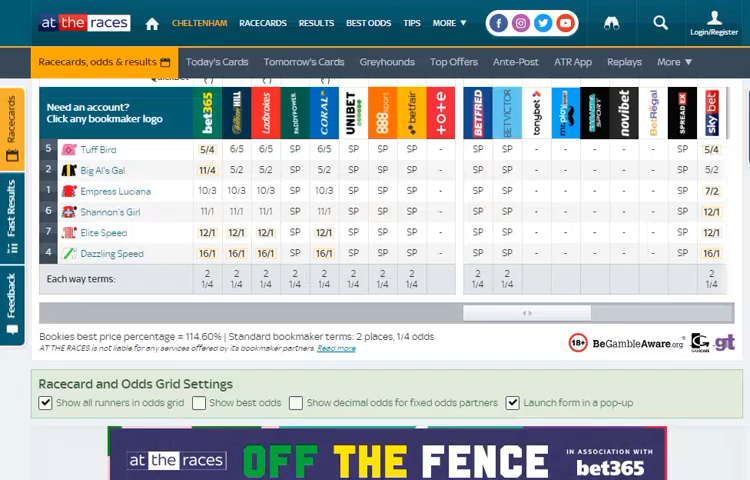 at the races
CHELTENHAM RACECARDS RESULTS BEST ODDS TIPS MORE
Login/Register
Racecards, odds & results Today's Cards Tomorrow's Cards Greyhounds Top Offers Ante-Post ATR App Replays More
Racecards
Fast Results
Feedback
Need an account?
Click any bookmaker logo
bet365 William HILL Ladbrokes PADDYPOWER CORAL UNIBET 888sport betfair tote BETFRED BETVICTOR tonybet novibet BetRégal SPREADEX sky bet
5 Tuff Bird 5/4 6/5 6/5 SP 6/5 SP SP SP - SP SP - - - - - SP 5/4
2 Big Al's Gal 11/4 5/2 5/2 SP 5/2 SP SP SP - SP SP - - - - - SP 5/2
1 Empress Luciana 10/3 10/3 10/3 SP 10/3 SP SP SP - SP SP - - - - - SP 7/2
6 Shannon's Girl 11/1 11/1 11/1 SP 11/1 SP SP SP - SP SP - - - - - SP 12/1
7 Elite Speed 12/1 12/1 12/1 SP 12/1 SP SP SP - SP SP - - - - - SP 12/1
4 Dazzling Speed 16/1 16/1 16/1 SP 16/1 SP SP SP - SP SP - - - - - SP 16/1
Each way terms: 2 2 2 2 2 2 2 2 2 2 2
1/4 1/4 1/4 1/4 1/4 1/4 1/4 1/4 1/4 1/4 1/4
Bookies best price percentage = 114.60% | Standard bookmaker terms: 2 places, 1/4 odds
AT THE RACES is not liable for any services offered by its bookmaker partners. Read more
18+ BeGambleAware.org GAMCARE gt
Racecard and Odds Grid Settings
Show all runners in odds grid Show best odds Show decimal odds for fixed odds partners Launch form in a pop-up
at the races OFF THE FENCE IN ASSOCIATION WITH
bet365